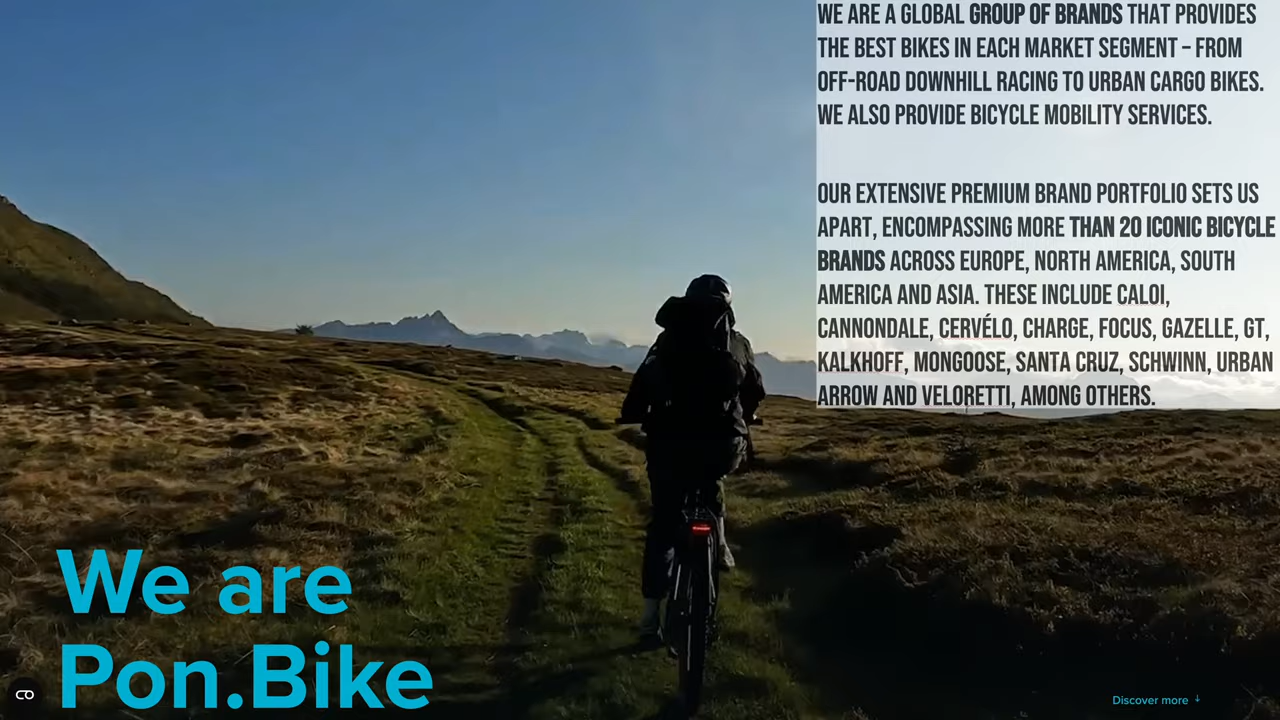 WE ARE A GLOBAL GROUP OF BRANDS THAT PROVIDES
THE BEST BIKES IN EACH MARKET SEGMENT – FROM
OFF-ROAD DOWNHILL RACING TO URBAN CARGO BIKES.
WE ALSO PROVIDE BICYCLE MOBILITY SERVICES.
OUR EXTENSIVE PREMIUM BRAND PORTFOLIO SETS US
APART, ENCOMPASSING MORE THAN 20 ICONIC BICYCLE
BRANDS ACROSS EUROPE, NORTH AMERICA, SOUTH
AMERICA AND ASIA. THESE INCLUDE CALOI,
CANNONDALE, CERVÉLO, CHARGE, FOCUS, GAZELLE, GT,
KALKHOFF, MONGOOSE, SANTA CRUZ, SCHWINN, URBAN
ARROW AND VELORETTI, AMONG OTHERS.
We are
Pon.Bike
Discover more ↓